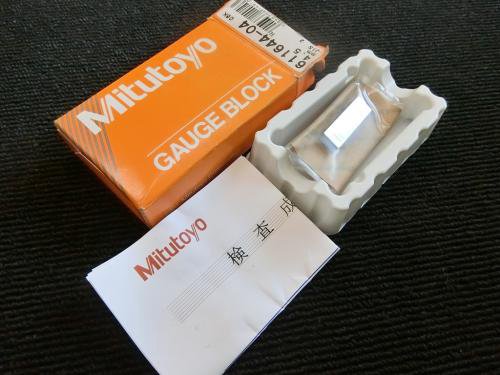 611644-04
Mitutoyo
GAUGE BLOCK
Mitutoyo
検査成